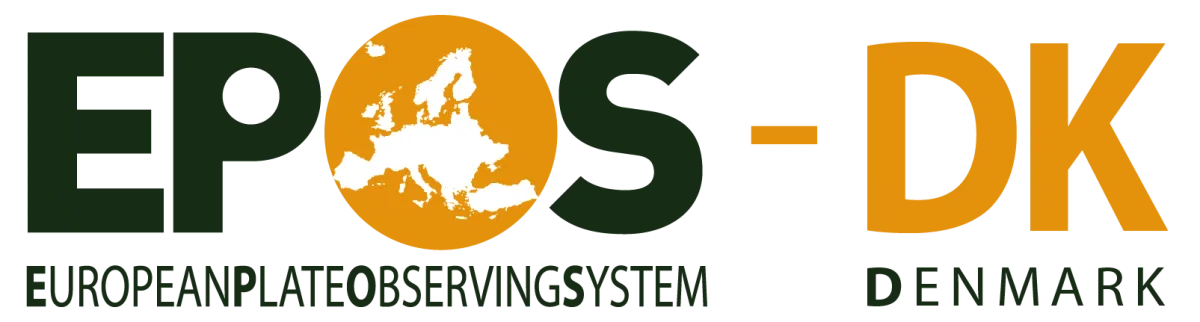 EPOS - DK
EUROPEANPLATEOBSERVINGSYSTEM
DENMARK